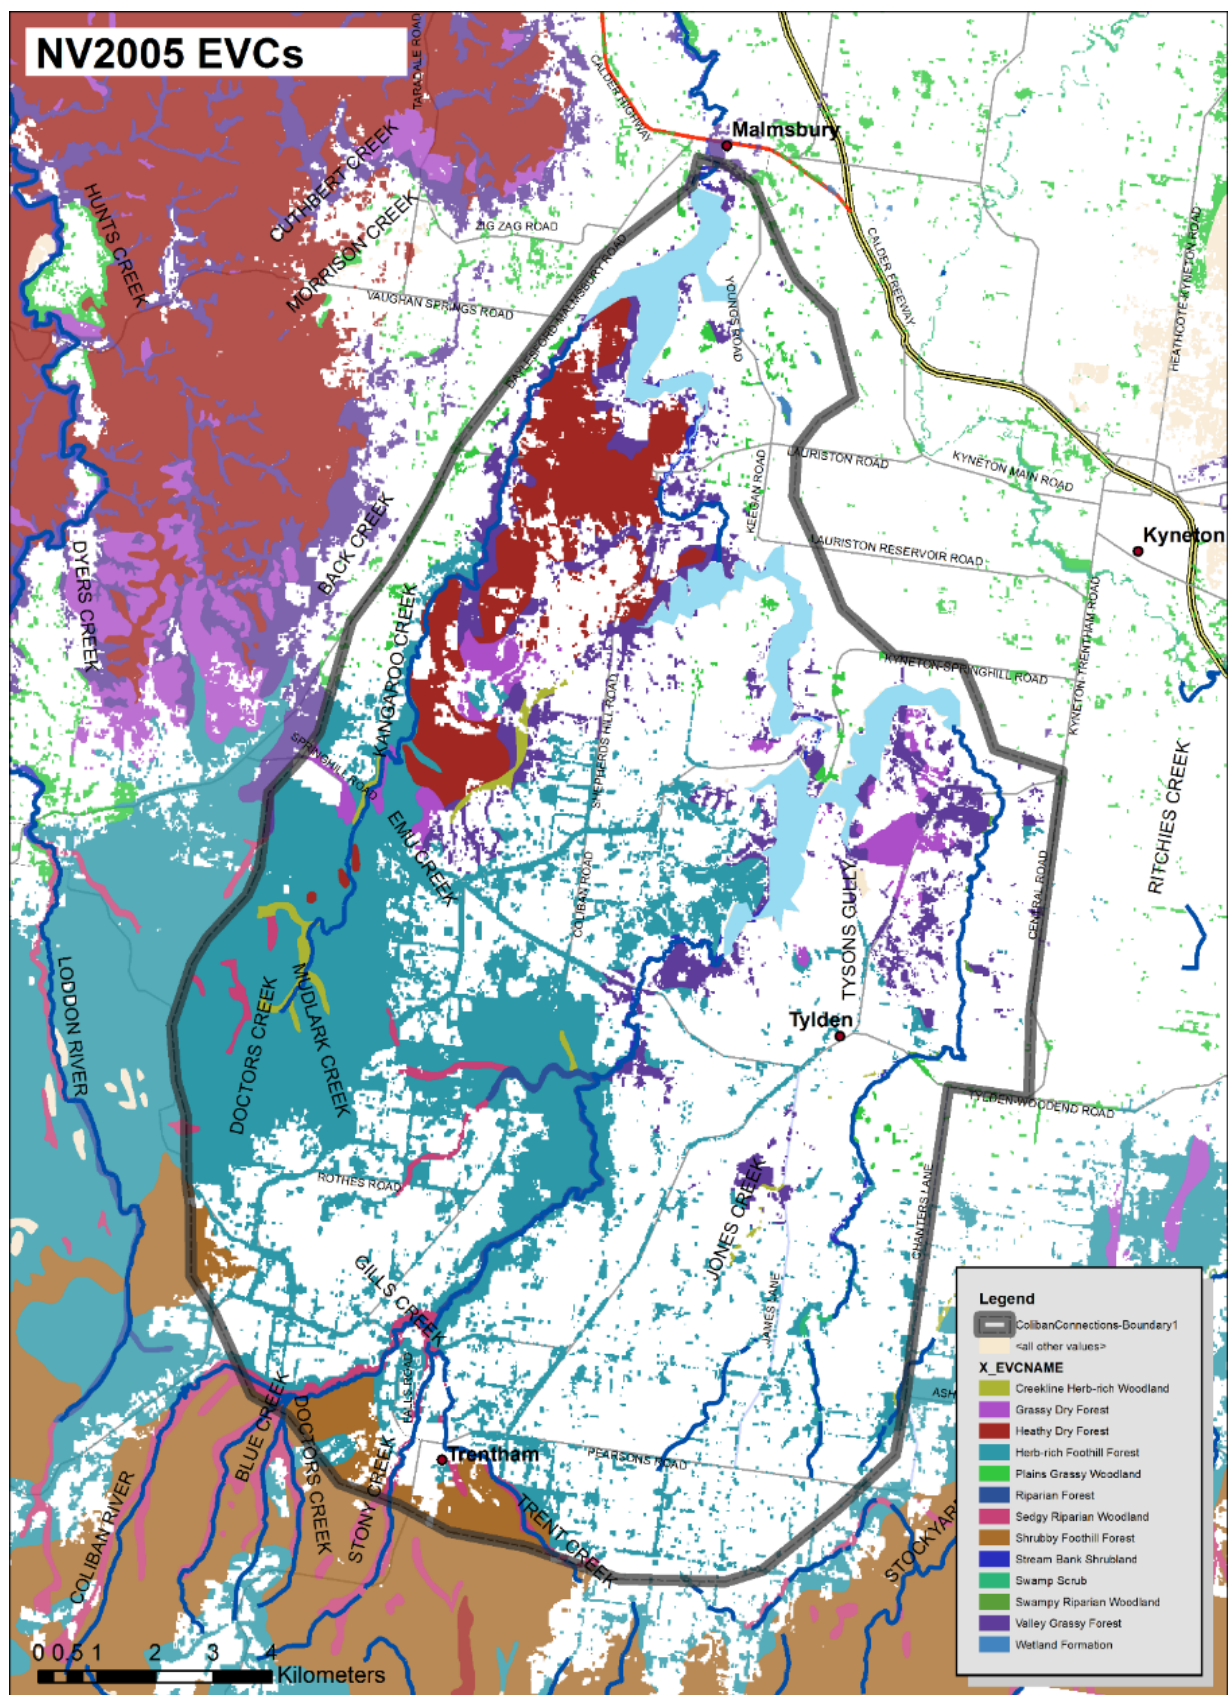 NV2005 EVCs
TARADALE ROAD
CALDER HIGHWAY
Malmsbury
CUTHBERT CREEK
HUNTS CREEK
MORRISON CREEK
ZIG ZAG ROAD
VAUGHAN SPRINGS ROAD
DAYLESFORD-MALMSBURY ROAD
YOUNGS ROAD
CALDER FREEWAY
HEATHCOTE-KYNETON ROAD
LAURISTON ROAD
KYNETON MAIN ROAD
KEEGAN ROAD
Kyneton
LAURISTON RESERVOIR ROAD
BACK CREEK
DYERS CREEK
KANGAROO CREEK
KYNETON-TRENTHAM ROAD
KYNETON-SPRINGHILL ROAD
SHEPHERDS HILL ROAD
SPRINGHILL ROAD
RITCHIES CREEK
EMU CREEK
COLIBAN ROAD
TYSONS GULLY
CENTRAL ROAD
LODDON RIVER
DOCTORS CREEK
MUDLARK CREEK
Tylden
TYLDEN-WOODEND ROAD
ROTHES ROAD
JONES CREEK
CHANTERS LANE
GILLS CREEK
JAMES LANE
FALLS ROAD
ASH
BLUE CREEK
DOCTORS CREEK
STONY CREEK
Trentham
PEARSONS ROAD
COLIBAN RIVER
TRENT CREEK
STOCKYAR
Legend
ColibanConnections-Boundary1
<all other values>
X_EVCNAME
Creekline Herb-rich Woodland
Grassy Dry Forest
Heathy Dry Forest
Herb-rich Foothill Forest
Plains Grassy Woodland
Riparian Forest
Sedgy Riparian Woodland
Shrubby Foothill Forest
Stream Bank Shrubland
Swamp Scrub
Swampy Riparian Woodland
Valley Grassy Forest
Wetland Formation
0 0.5 1 2 3 4
Kilometers